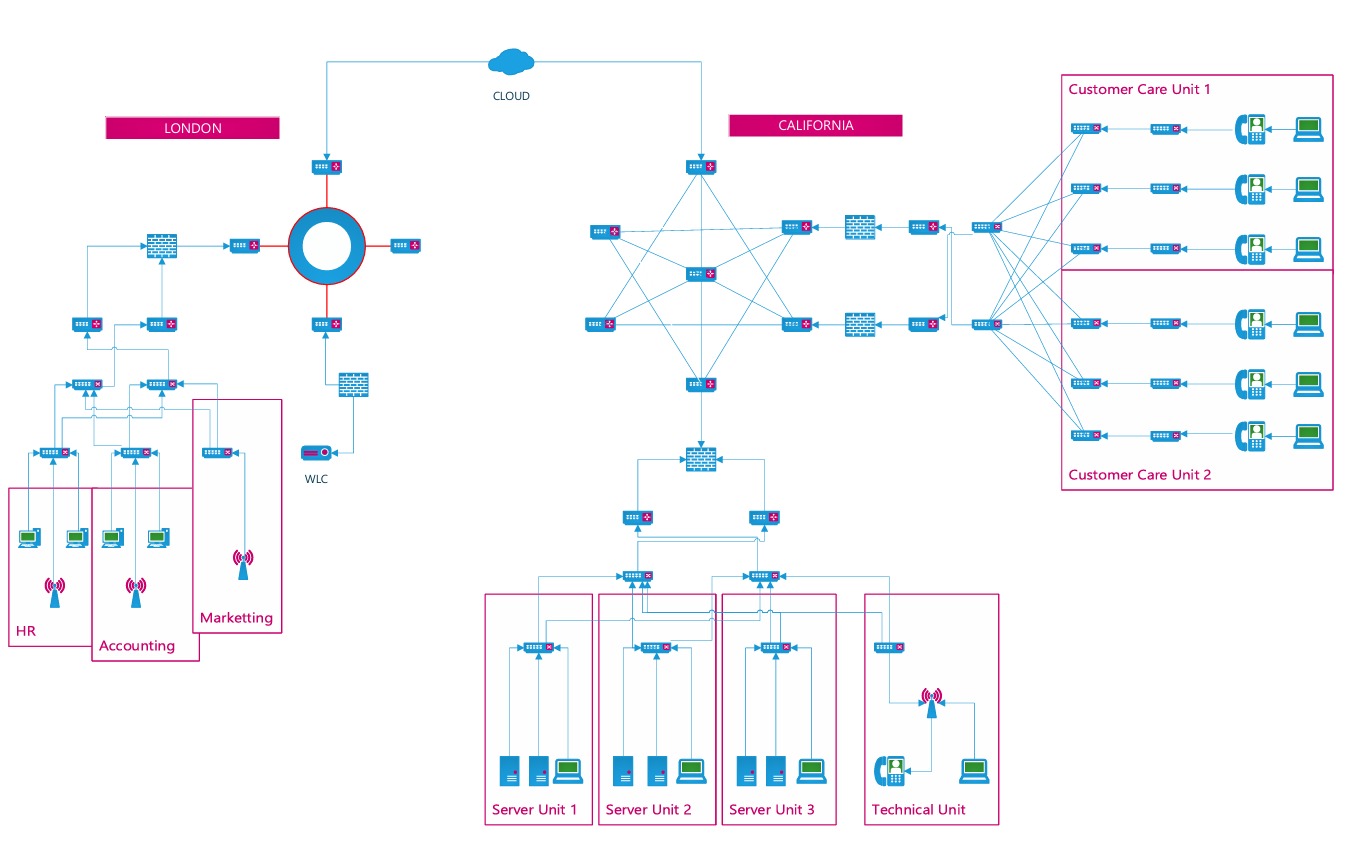 CLOUD
LONDON
CALIFORNIA
Customer Care Unit 1
Customer Care Unit 2
WLC
HR
Accounting
Marketting
Server Unit 1
Server Unit 2
Server Unit 3
Technical Unit